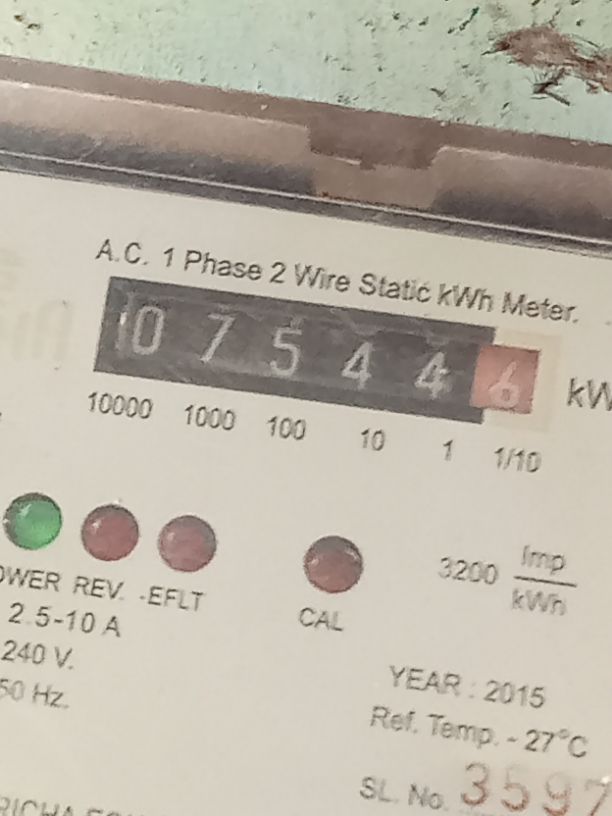 A.C. 1 Phase 2 Wire Static kWh Meter.
0 7 5 4 4 6
10000 1000 100 10 1 1/10
REV. -EFLT CAL
3200 Imp/kWh
2.5-10 A
240 V.
50 Hz.
YEAR : 2015
Ref. Temp. - 27°C
SL. No. 3597